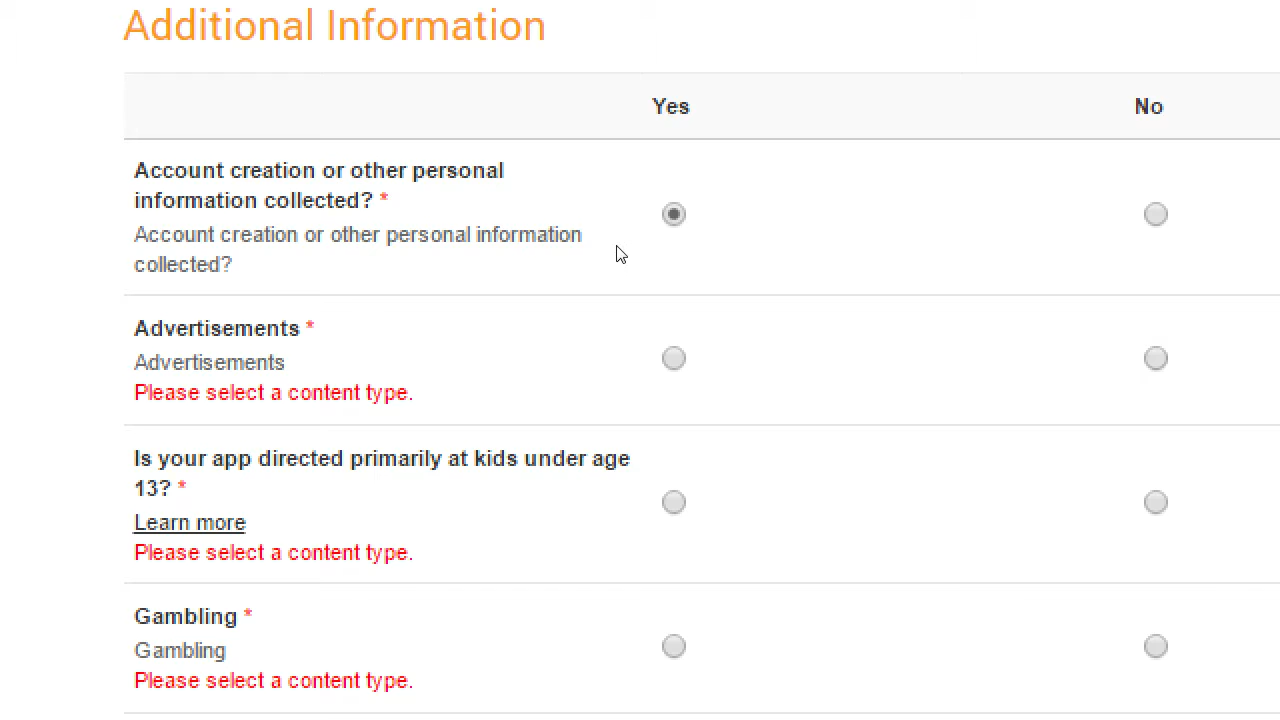 Additional Information
Yes No
Account creation or other personal
information collected? *
Account creation or other personal information
collected?
Advertisements *
Advertisements
Please select a content type.
Is your app directed primarily at kids under age
13? *
Learn more
Please select a content type.
Gambling *
Gambling
Please select a content type.